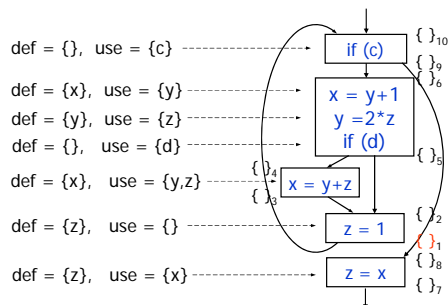 { }10
def = {}, use = {c}
if (c)
{ }9
{ }6
def = {x}, use = {y}
x = y+1
def = {y}, use = {z}
y =2*z
def = {}, use = {d}
if (d)
{ }5
{ }4
def = {x}, use = {y,z}
x = y+z
{ }3
{ }2
def = {z}, use = {}
z = 1
{ }1
{ }8
def = {z}, use = {x}
z = x
{ }7